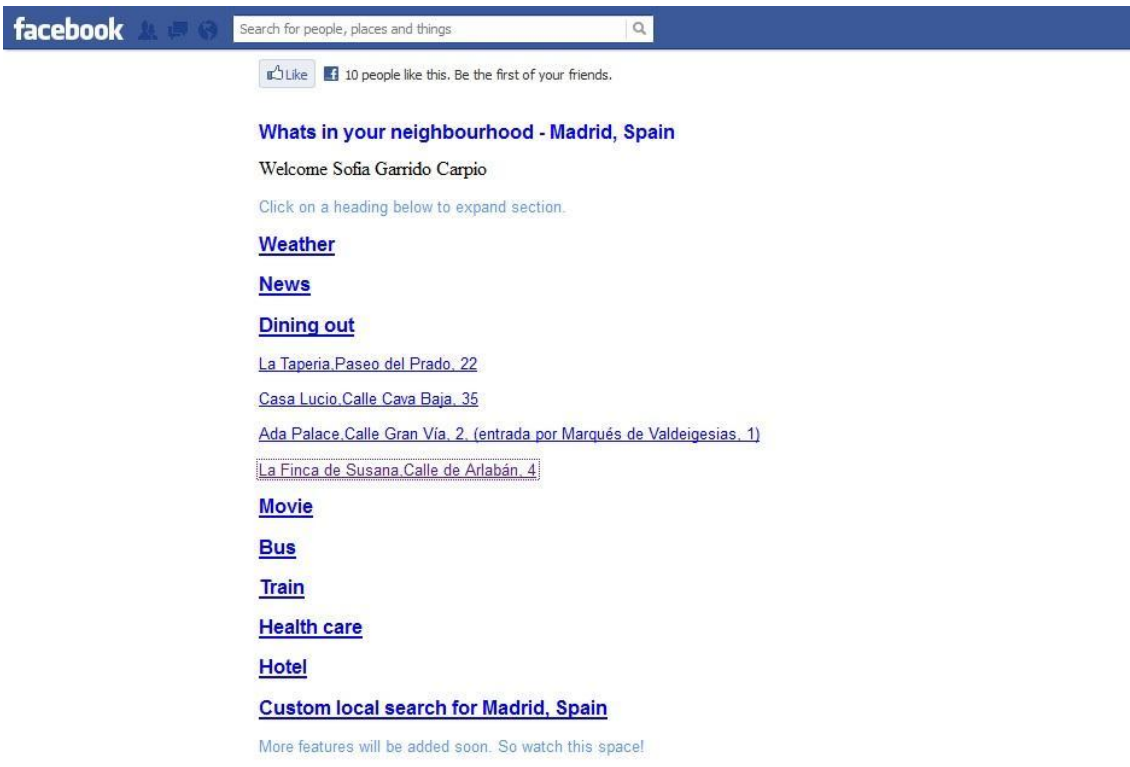 facebook Search for people, places and things
Like 10 people like this. Be the first of your friends.
Whats in your neighbourhood - Madrid, Spain
Welcome Sofia Garrido Carpio
Click on a heading below to expand section.
Weather
News
Dining out
La Taperia,Paseo del Prado, 22
Casa Lucio,Calle Cava Baja, 35
Ada Palace,Calle Gran Vía, 2, (entrada por Marqués de Valdeigesias, 1)
La Finca de Susana,Calle de Arlabán, 4
Movie
Bus
Train
Health care
Hotel
Custom local search for Madrid, Spain
More features will be added soon. So watch this space!